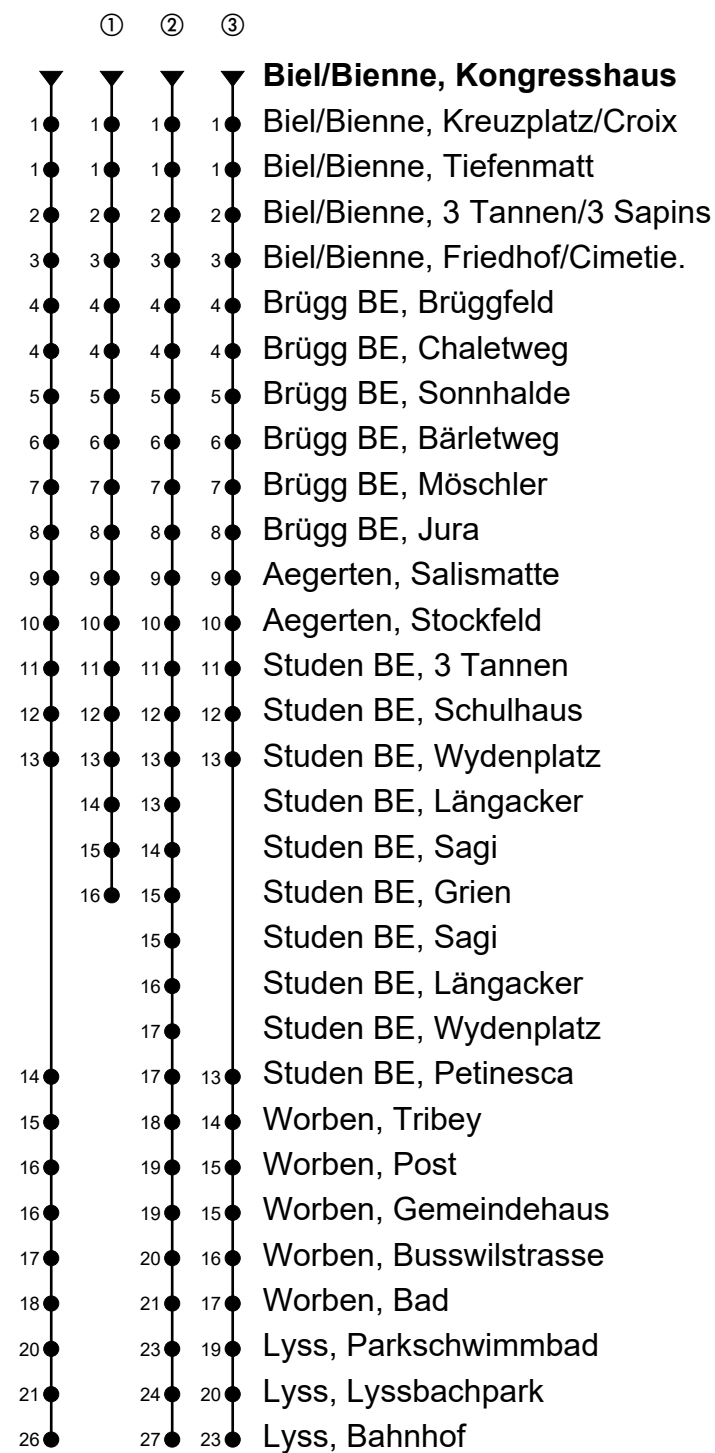 ① ② ③
Biel/Bienne, Kongresshaus
1 1 1 1 Biel/Bienne, Kreuzplatz/Croix
1 1 1 1 Biel/Bienne, Tiefenmatt
2 2 2 2 Biel/Bienne, 3 Tannen/3 Sapins
3 3 3 3 Biel/Bienne, Friedhof/Cimetie.
4 4 4 4 Brügg BE, Brüggfeld
4 4 4 4 Brügg BE, Chaletweg
5 5 5 5 Brügg BE, Sonnhalde
6 6 6 6 Brügg BE, Bärletweg
7 7 7 7 Brügg BE, Möschler
8 8 8 8 Brügg BE, Jura
9 9 9 9 Aegerten, Salismatte
10 10 10 10 Aegerten, Stockfeld
11 11 11 11 Studen BE, 3 Tannen
12 12 12 12 Studen BE, Schulhaus
13 13 13 13 Studen BE, Wydenplatz
14 13 Studen BE, Längacker
15 14 Studen BE, Sagi
16 15 Studen BE, Grien
15 Studen BE, Sagi
16 Studen BE, Längacker
17 Studen BE, Wydenplatz
14 17 13 Studen BE, Petinesca
15 18 14 Worben, Tribey
16 19 15 Worben, Post
16 19 15 Worben, Gemeindehaus
17 20 16 Worben, Busswilstrasse
18 21 17 Worben, Bad
20 23 19 Lyss, Parkschwimmbad
21 24 20 Lyss, Lyssbachpark
26 27 23 Lyss, Bahnhof